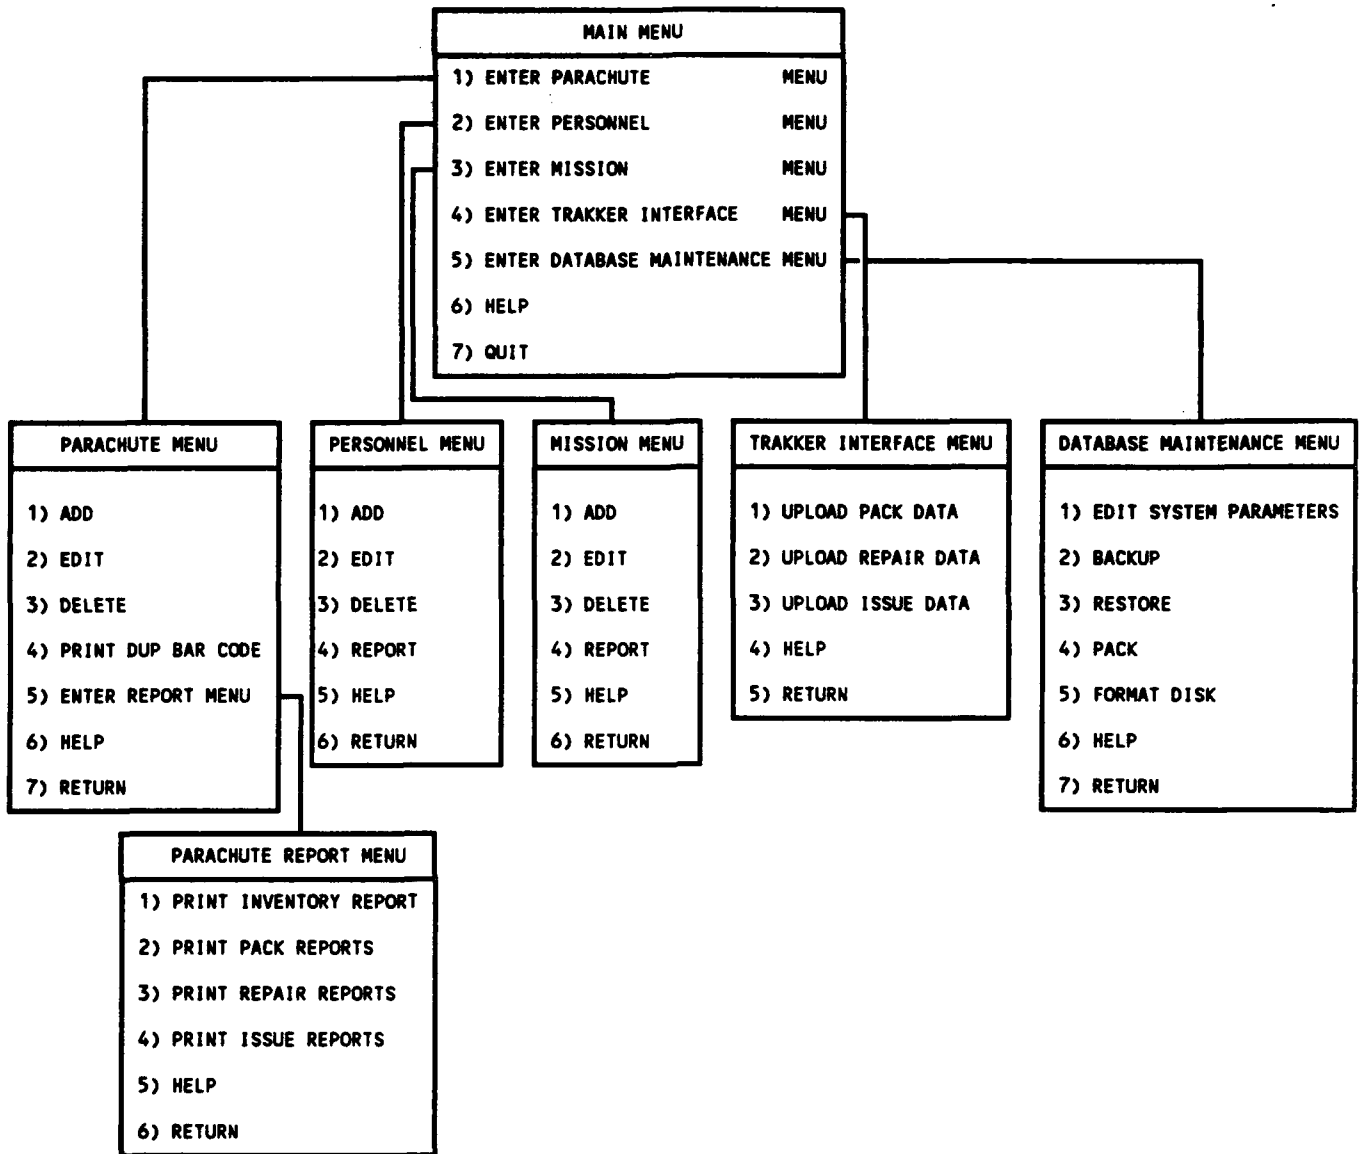 MAIN MENU
1) ENTER PARACHUTE MENU
2) ENTER PERSONNEL MENU
3) ENTER MISSION MENU
4) ENTER TRAKKER INTERFACE MENU
5) ENTER DATABASE MAINTENANCE MENU
6) HELP
7) QUIT
PARACHUTE MENU
1) ADD
2) EDIT
3) DELETE
4) PRINT DUP BAR CODE
5) ENTER REPORT MENU
6) HELP
7) RETURN
PERSONNEL MENU
1) ADD
2) EDIT
3) DELETE
4) REPORT
5) HELP
6) RETURN
MISSION MENU
1) ADD
2) EDIT
3) DELETE
4) REPORT
5) HELP
6) RETURN
TRAKKER INTERFACE MENU
1) UPLOAD PACK DATA
2) UPLOAD REPAIR DATA
3) UPLOAD ISSUE DATA
4) HELP
5) RETURN
DATABASE MAINTENANCE MENU
1) EDIT SYSTEM PARAMETERS
2) BACKUP
3) RESTORE
4) PACK
5) FORMAT DISK
6) HELP
7) RETURN
PARACHUTE REPORT MENU
1) PRINT INVENTORY REPORT
2) PRINT PACK REPORTS
3) PRINT REPAIR REPORTS
4) PRINT ISSUE REPORTS
5) HELP
6) RETURN